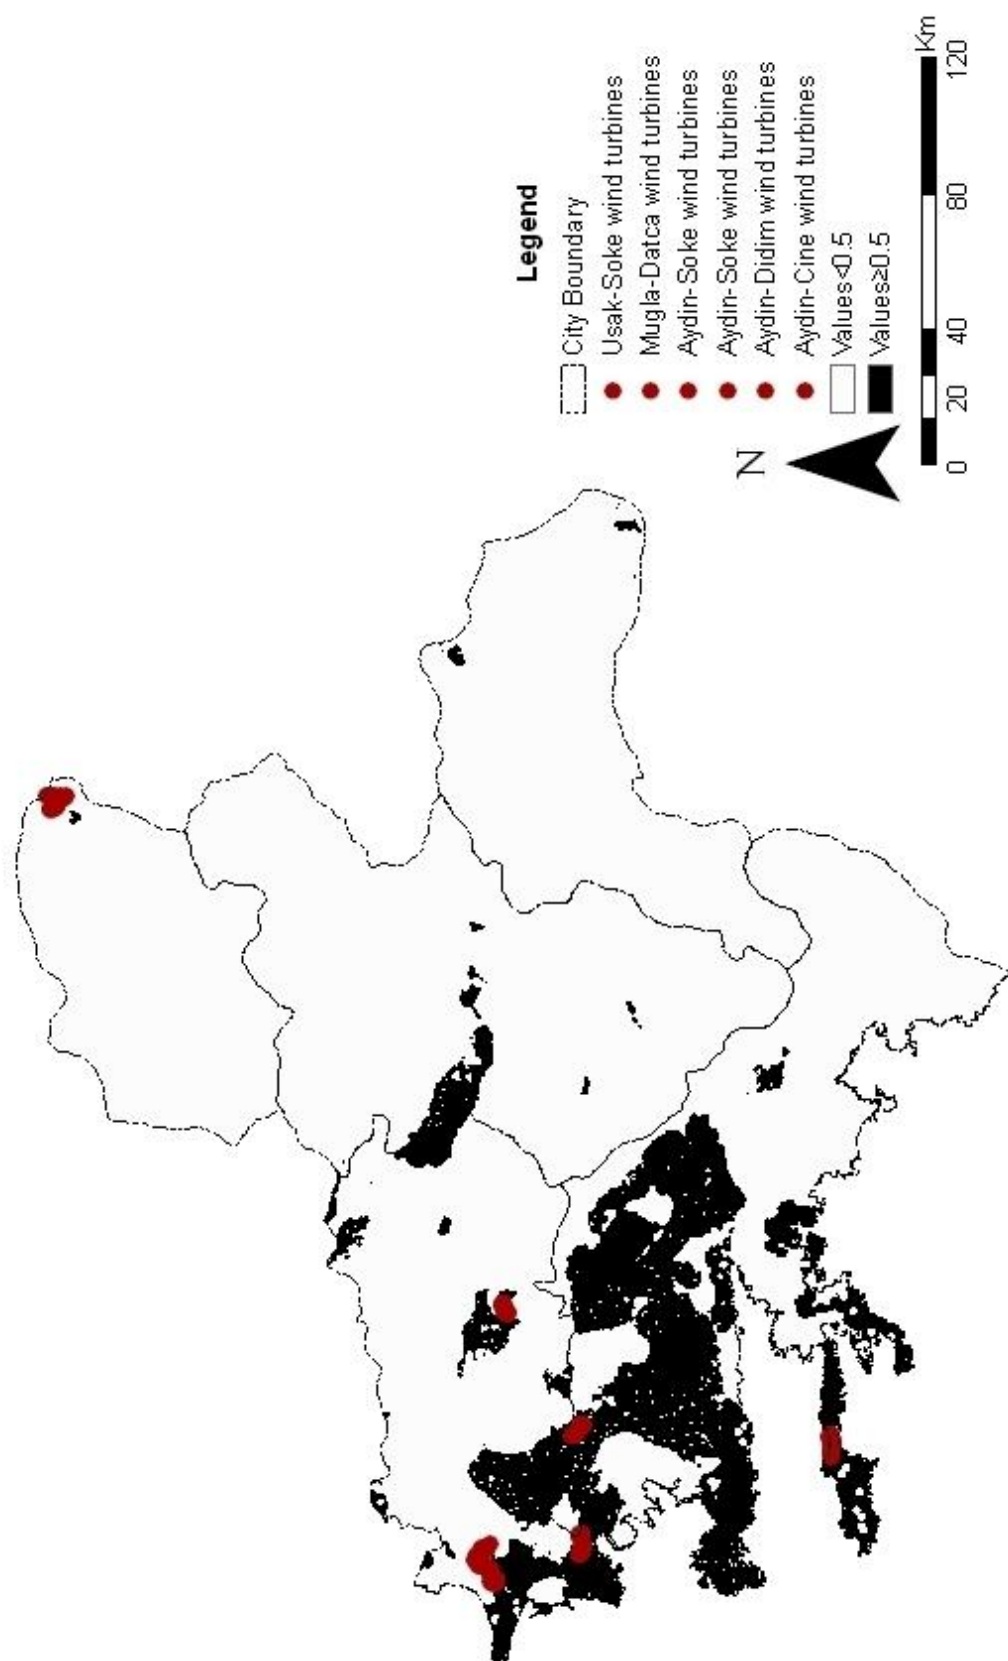 Legend
City Boundary
Usak-Soke wind turbines
Mugla-Datca wind turbines
Aydin-Soke wind turbines
Aydin-Soke wind turbines
Aydin-Didim wind turbines
Aydin-Cine wind turbines
Values<0.5
Values≥0.5
N
Km
0 20 40 80 120